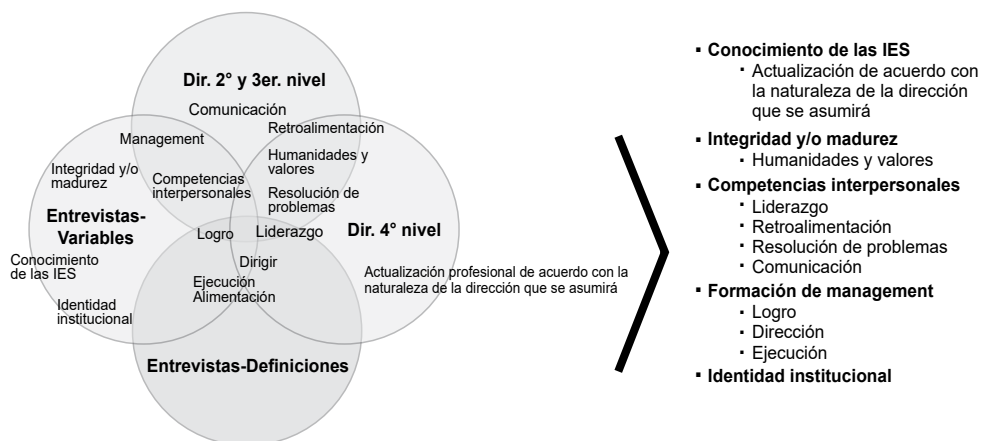 Dir. 2° y 3er. nivel
Comunicación
Retroalimentación
Management
Humanidades y
valores
Integridad y/o
madurez
Competencias
interpersonales
Resolución de
problemas
Entrevistas-
Variables
Logro
Liderazgo
Dir. 4° nivel
Conocimiento
de las IES
Dirigir
Actualización profesional de acuerdo con la
naturaleza de la dirección que se asumirá
Ejecución
Alimentación
Identidad
institucional
Entrevistas-Definiciones
▪ Conocimiento de las IES
▪ Actualización de acuerdo con
la naturaleza de la dirección
que se asumirá
▪ Integridad y/o madurez
▪ Humanidades y valores
▪ Competencias interpersonales
▪ Liderazgo
▪ Retroalimentación
▪ Resolución de problemas
▪ Comunicación
▪ Formación de management
▪ Logro
▪ Dirección
▪ Ejecución
▪ Identidad institucional